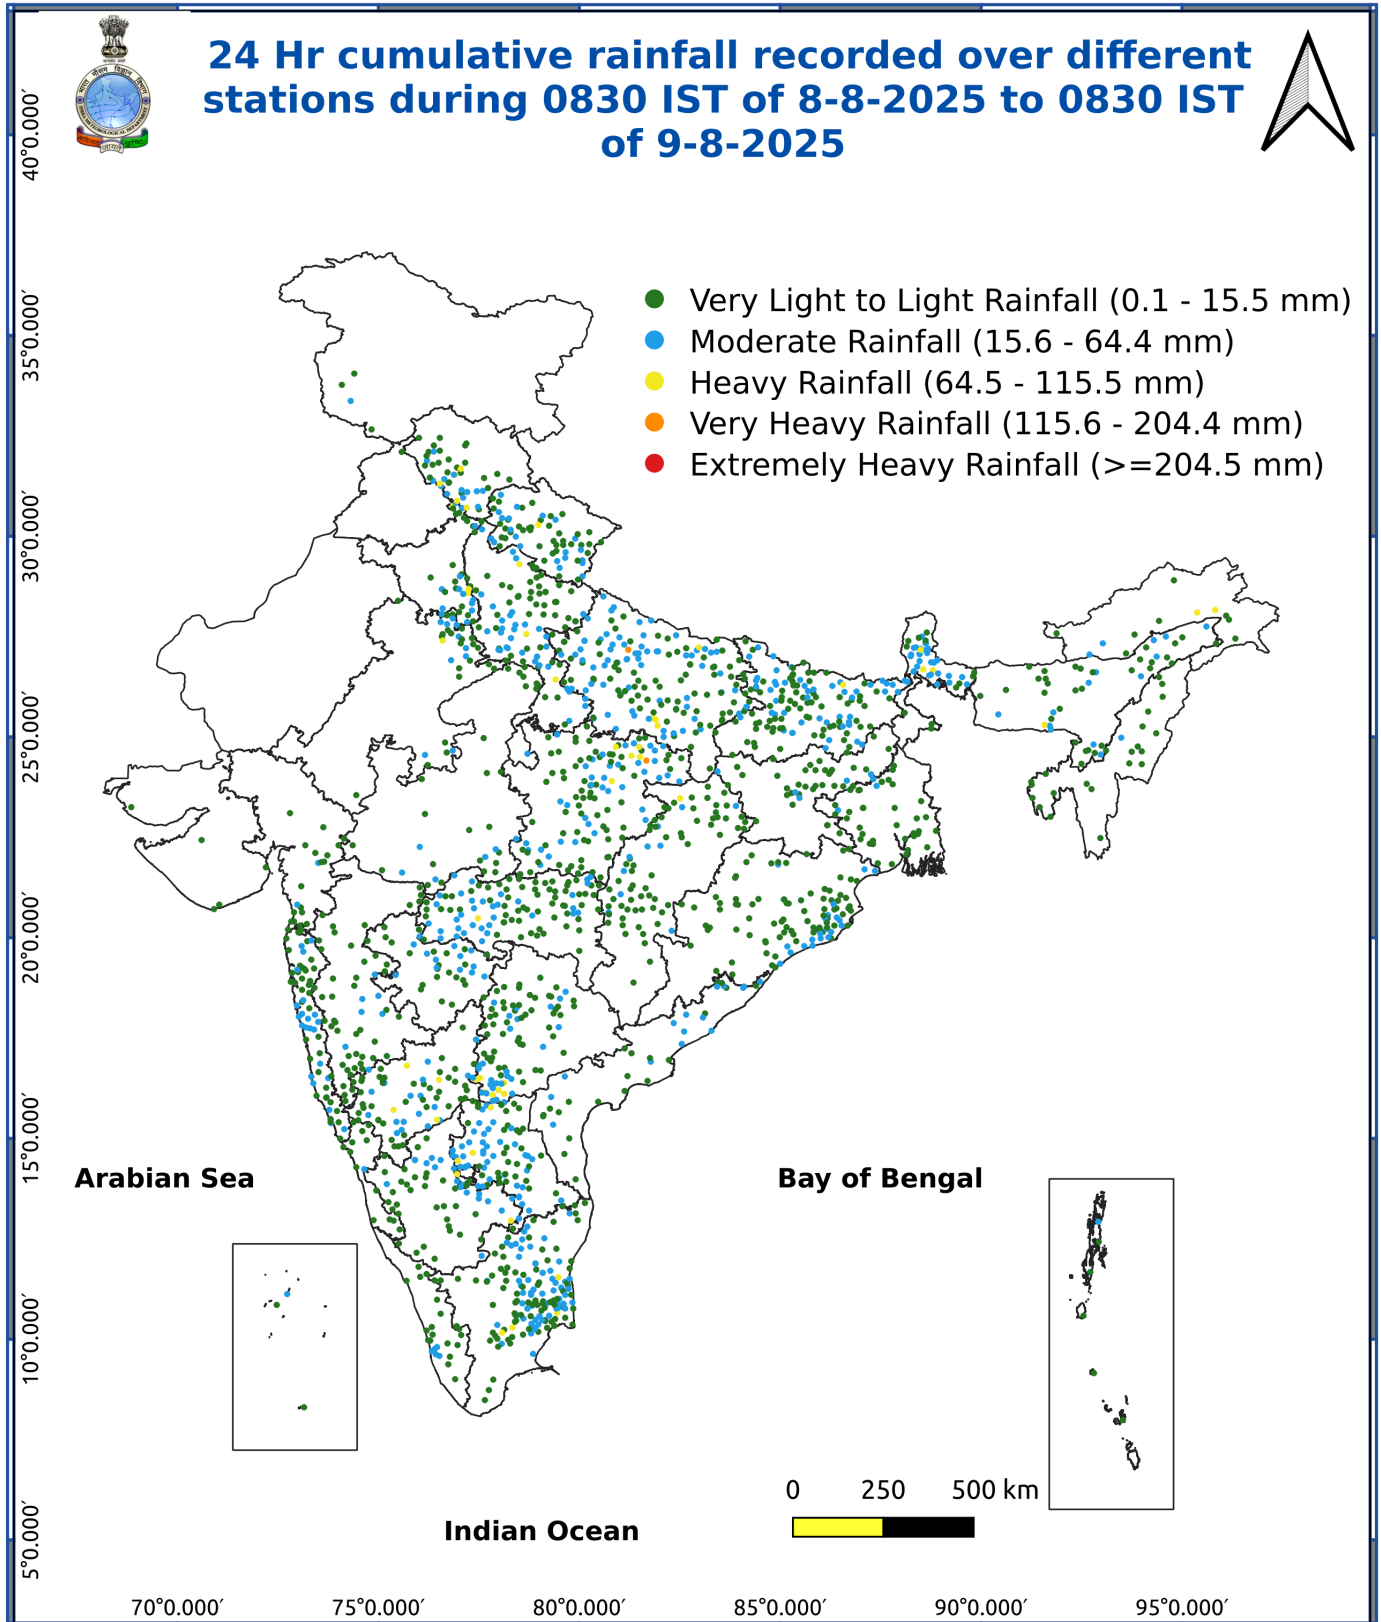 24 Hr cumulative rainfall recorded over different
stations during 0830 IST of 8-8-2025 to 0830 IST
of 9-8-2025
Very Light to Light Rainfall (0.1 - 15.5 mm)
Moderate Rainfall (15.6 - 64.4 mm)
Heavy Rainfall (64.5 - 115.5 mm)
Very Heavy Rainfall (115.6 - 204.4 mm)
Extremely Heavy Rainfall (>=204.5 mm)
40°0.000′
35°0.000′
30°0.000′
25°0.000′
20°0.000′
15°0.000′
10°0.000′
5°0.000′
Arabian Sea
Bay of Bengal
Indian Ocean
0 250 500 km
70°0.000′ 75°0.000′ 80°0.000′ 85°0.000′ 90°0.000′ 95°0.000′